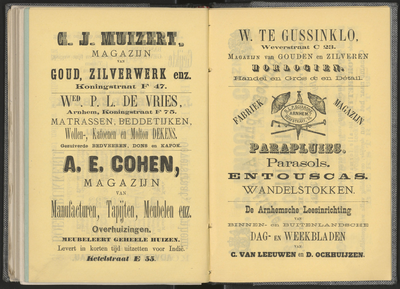 G. J. MUIZERT,
MAGAZIJN
VAN
GOUD, ZILVERWERK enz.
Koningstraat F 47.
WED P. L. DE VRIES,
Arnhem, Koningstraat F 75.
MATRASSEN, BEDDETIJKEN,
Wollen-, Katoenen en Molton DEKENS.
Gezuiverde BEDVEEREN, DONS en KAPOK.
A. E. COHEN,
MAGAZIJN
VAN
Manufacturen, Tapijten, Meubelen enz.
Overhuizingen.
MEUBELEERT GEHEELE HUIZEN.
Levert in korten tijd uitzetten voor Indië.
Ketelstraat E 55.
W. TE GUSSINKLO,
Weverstraat C 23.
MAGAZIJN VAN GOUDEN EN ZILVEREN
HORLOGIEN.
Handel en Gros et en Détail.
FABRIEK
MAGAZIJN
ARNHEM
PARAPLUIZES.
Parasols.
ENTOUSCAS.
WANDELSTOKKEN.
De Arnhemsche Leesinrichting
VAN
BINNEN- EN BUITENLANDSCHE
DAG- EN WEEKBLADEN
VAN
C. VAN LEEUWEN EN D. OCKHUIJZEN.